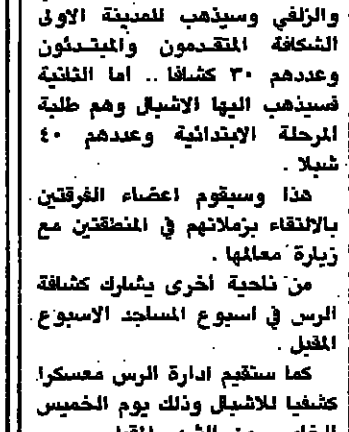 والزلفي وسيذهب للمدينة الاولى
الكشافة المتقدمون والمبتدئون
وعددهم ٣٠ كشافا .. اما الثانية
فسيذهب اليها الاشبال وهم طلبة
المرحلة الابتدائية وعددهم ٤٠
شبلا .
هذا وسيقوم اعضاء الفرقتين
بالالتقاء بزملائهم في المنطقتين مع
زيارة معالمها .
من ناحية أخرى يشارك كشافة
الرس في اسبوع المساجد الاسبوع
المقبل .
كما ستقيم ادارة الرس معسكرا
كشفيا للاشبال وذلك يوم الخميس